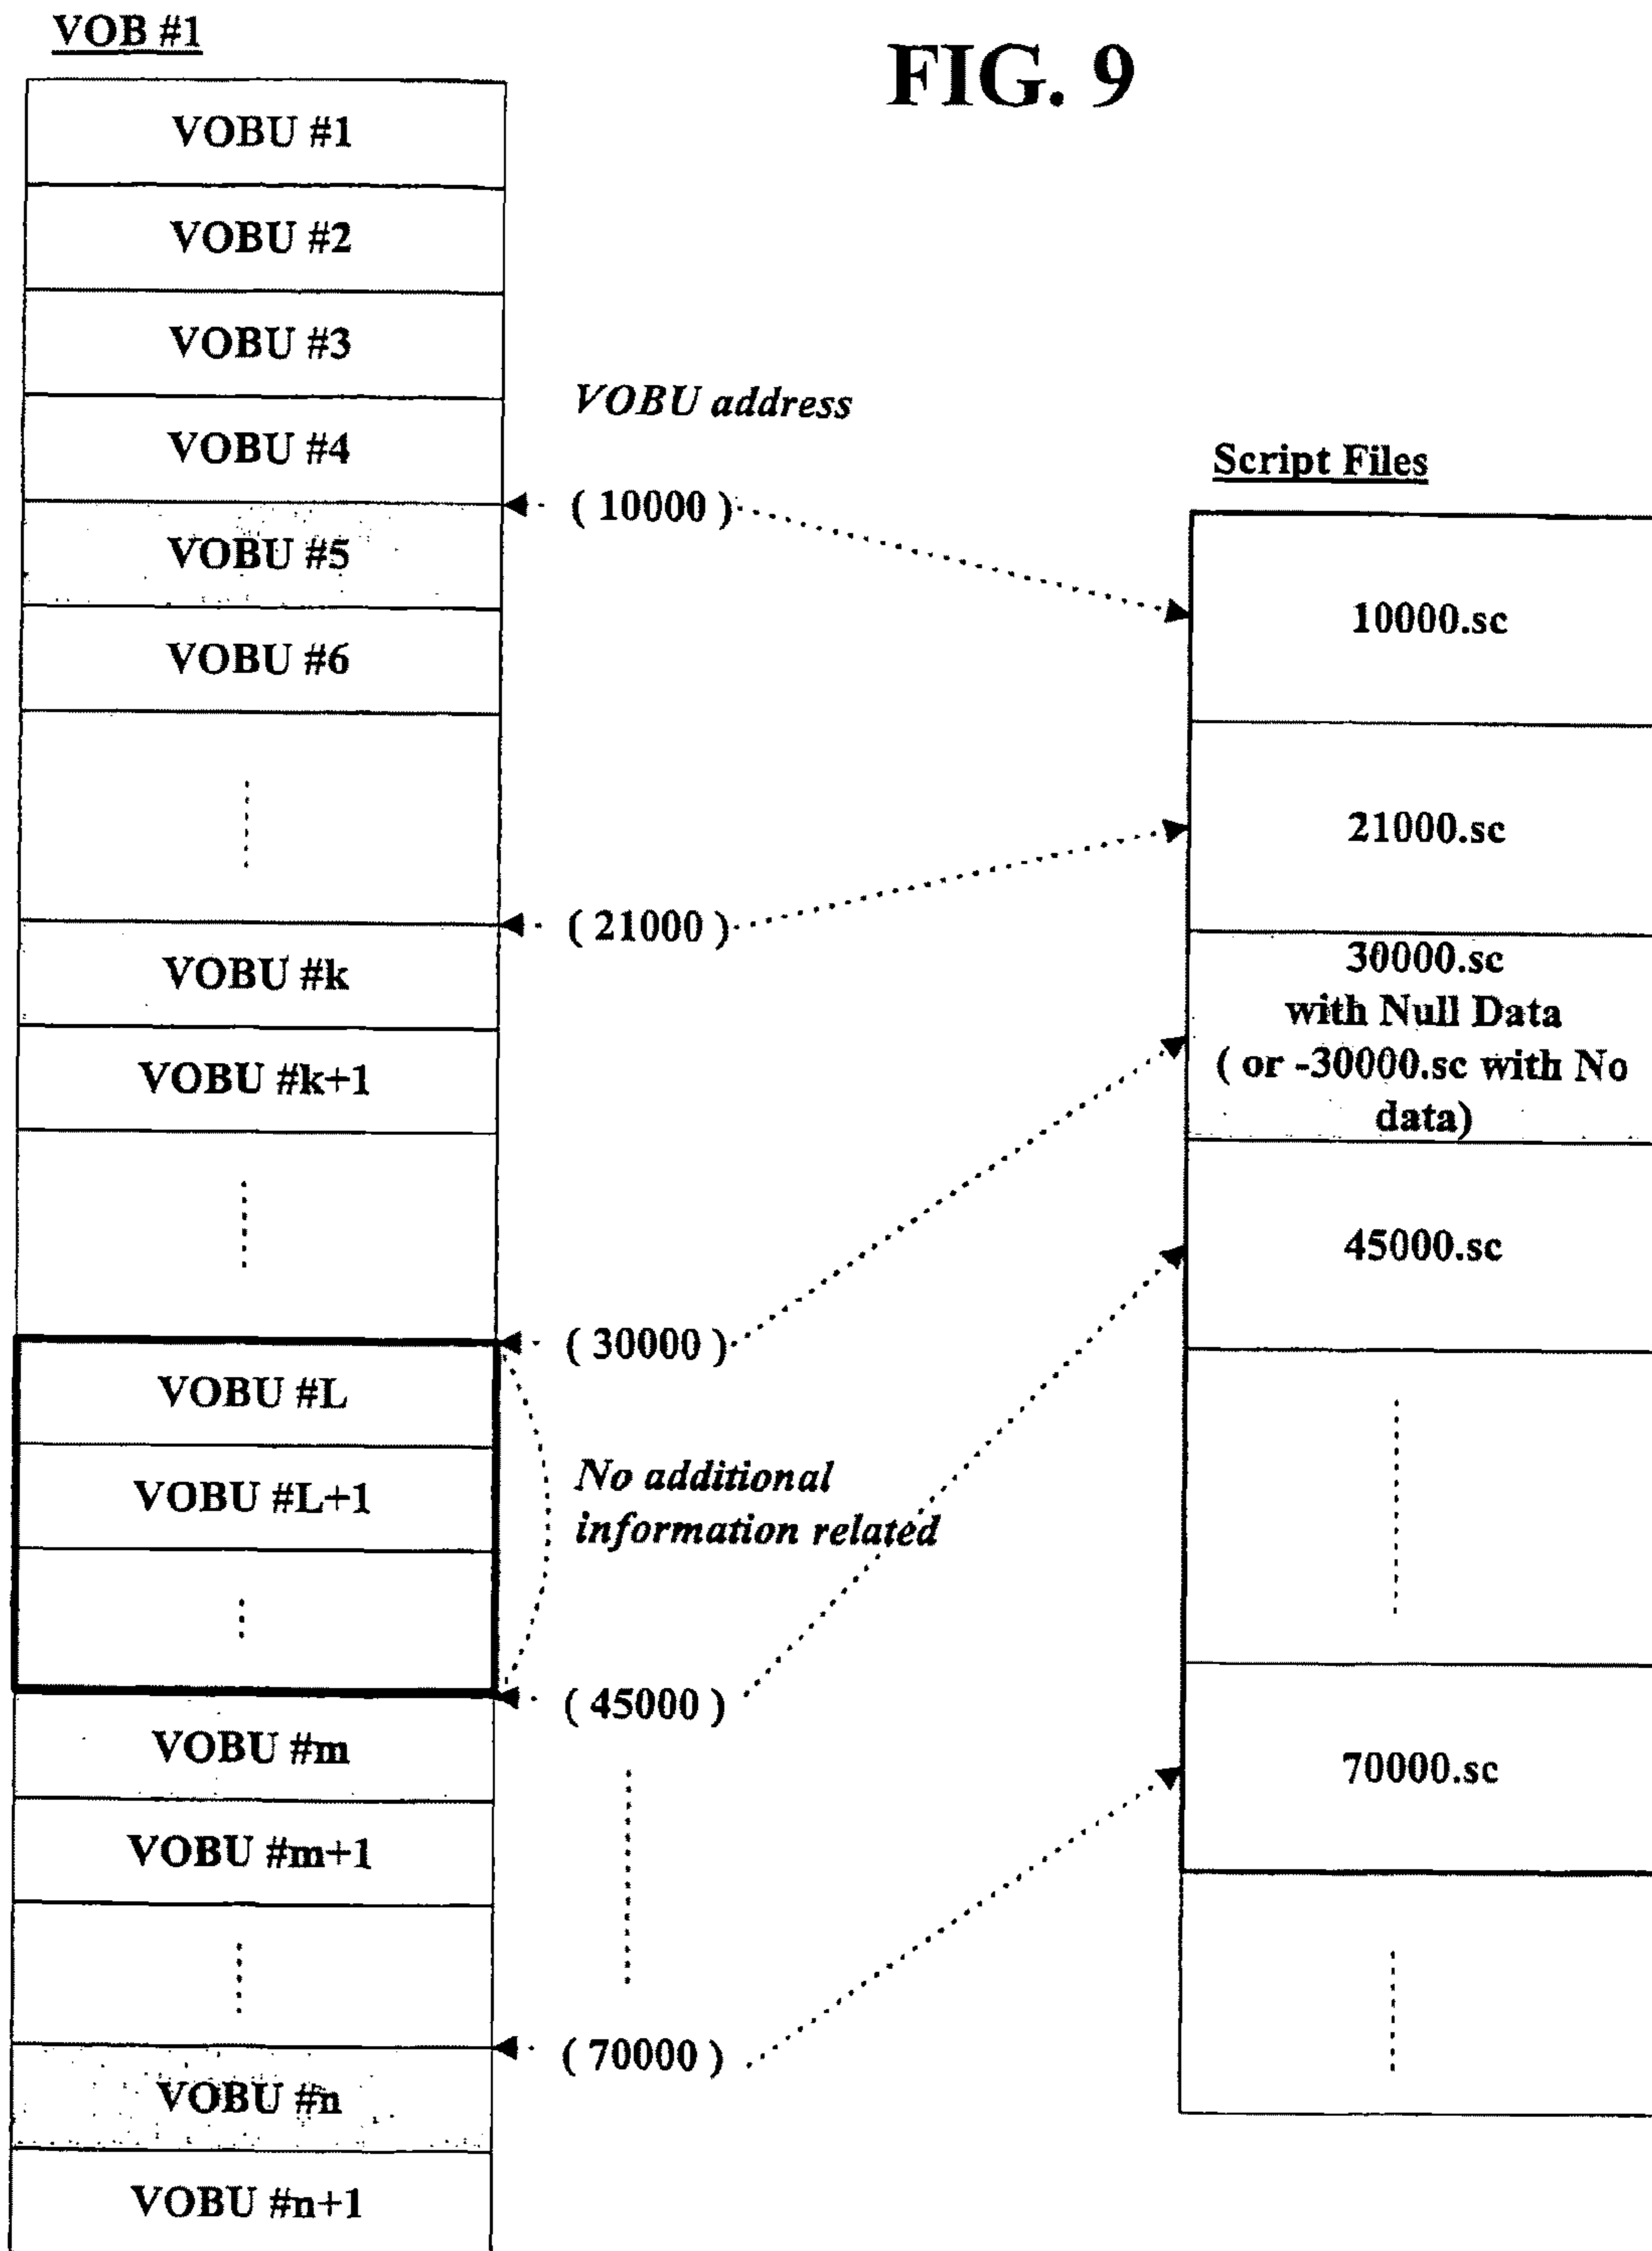 VOB #1
FIG. 9
VOBU #1
VOBU #2
VOBU #3
VOBU #4
VOBU #5
VOBU #6
VOBU #k
VOBU #k+1
VOBU #L
VOBU #L+1
VOBU #m
VOBU #m+1
VOBU #n
VOBU #n+1
VOBU address
( 10000 )
( 21000 )
( 30000 )
No additional
information related
( 45000 )
( 70000 )
Script Files
10000.sc
21000.sc
30000.sc
with Null Data
( or -30000.sc with No
data)
45000.sc
70000.sc